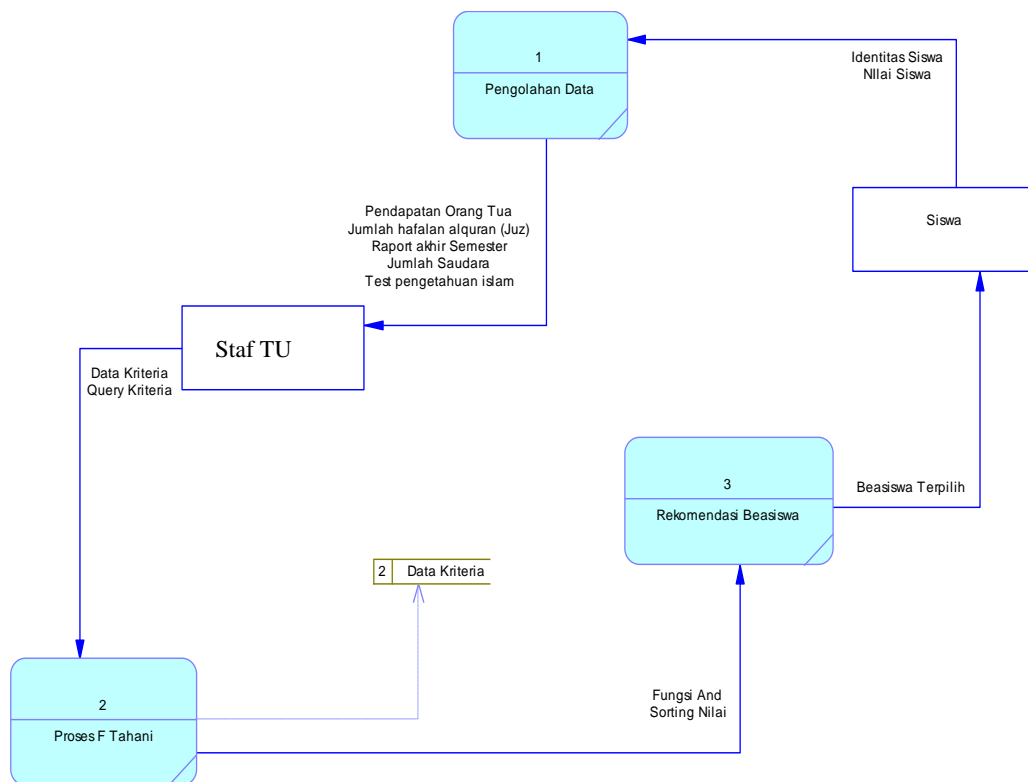 1
Pengolahan Data
Identitas Siswa
NIlai Siswa
Siswa
Pendapatan Orang Tua
Jumlah hafalan alquran (Juz)
Raport akhir Semester
Jumlah Saudara
Test pengetahuan islam
Staf TU
Data Kriteria
Query Kriteria
3
Rekomendasi Beasiswa
Beasiswa Terpilih
2 Data Kriteria
2
Proses F Tahani
Fungsi And
Sorting Nilai